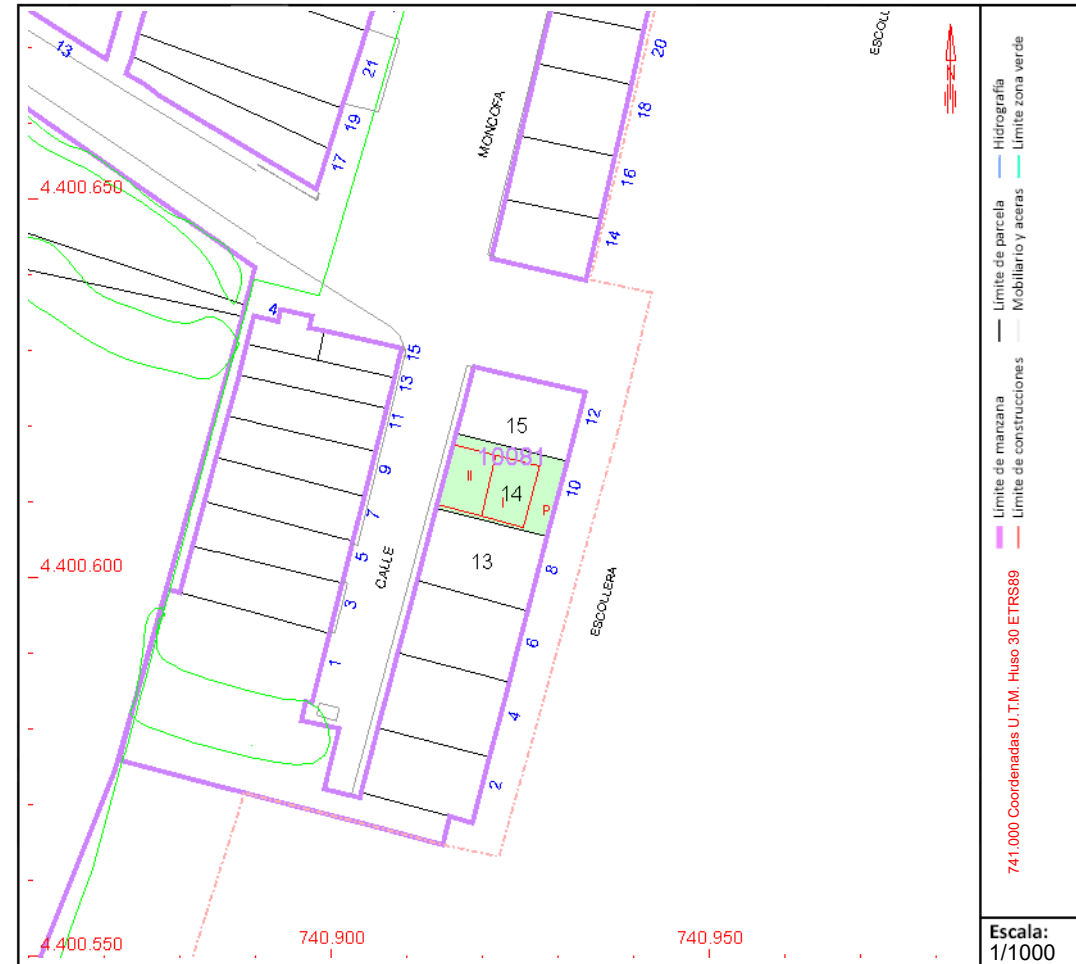 13
21
19
17
MONCOFA
20
18
16
14
ESCOLL
4.400.650
4
15
13
11
9
7
5
3
1
CALLE
15
10081
II
I
14
P
13
12
10
8
6
4
2
ESCOLLERA
4.400.600
4.400.550
740.900
740.950
Hidrografía
Límite zona verde
Límite de parcela
Mobiliario y aceras
Límite de manzana
Límite de construcciones
741.000 Coordenadas U.T.M. Huso 30 ETRS89
Escala:
1/1000